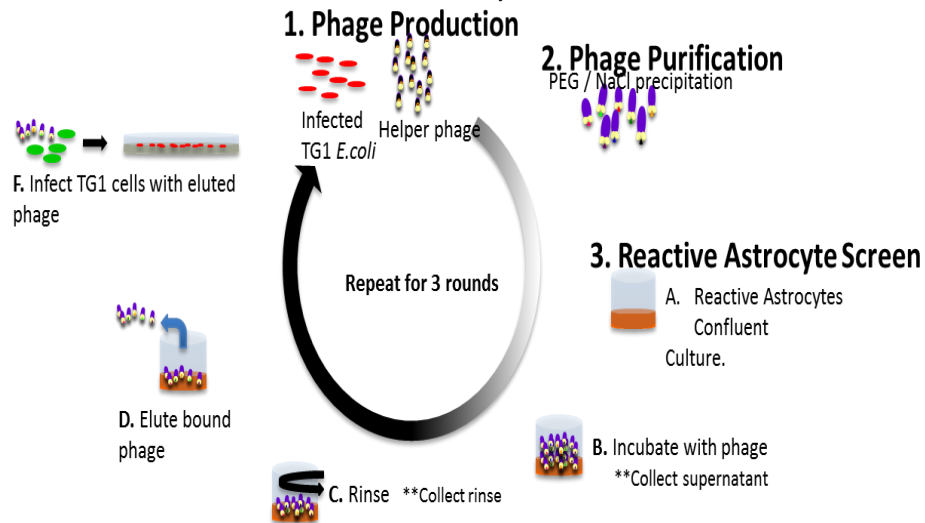 1. Phage Production
Infected
TG1 E.coli
Helper phage
2. Phage Purification
PEG / NaCl precipitation
3. Reactive Astrocyte Screen
A. Reactive Astrocytes
Confluent
Culture.
B. Incubate with phage
**Collect supernatant
C. Rinse **Collect rinse
D. Elute bound
phage
F. Infect TG1 cells with eluted
phage
Repeat for 3 rounds